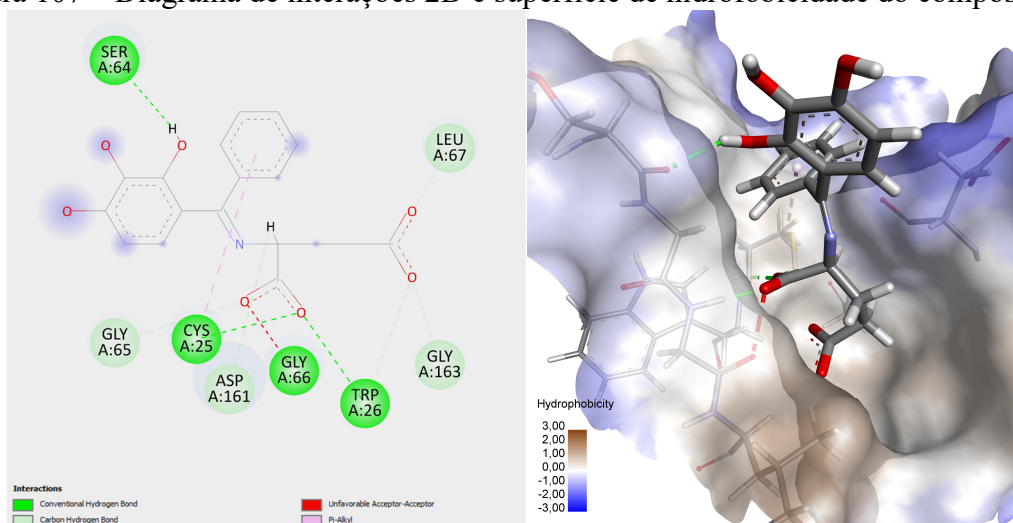 ra 107 – Diagrama de interações 2D e superfície de hidrofobicidade do compos
SER
A:64
H
O
O
O
N
H
O
O
O
O
LEU
A:67
GLY
A:65
CYS
A:25
ASP
A:161
GLY
A:66
TRP
A:26
GLY
A:163
Interactions
Conventional Hydrogen Bond
Carbon Hydrogen Bond
Unfavorable Acceptor-Acceptor
Pi-Alkyl
Hydrophobicity
3,00
2,00
1,00
0,00
-1,00
-2,00
-3,00